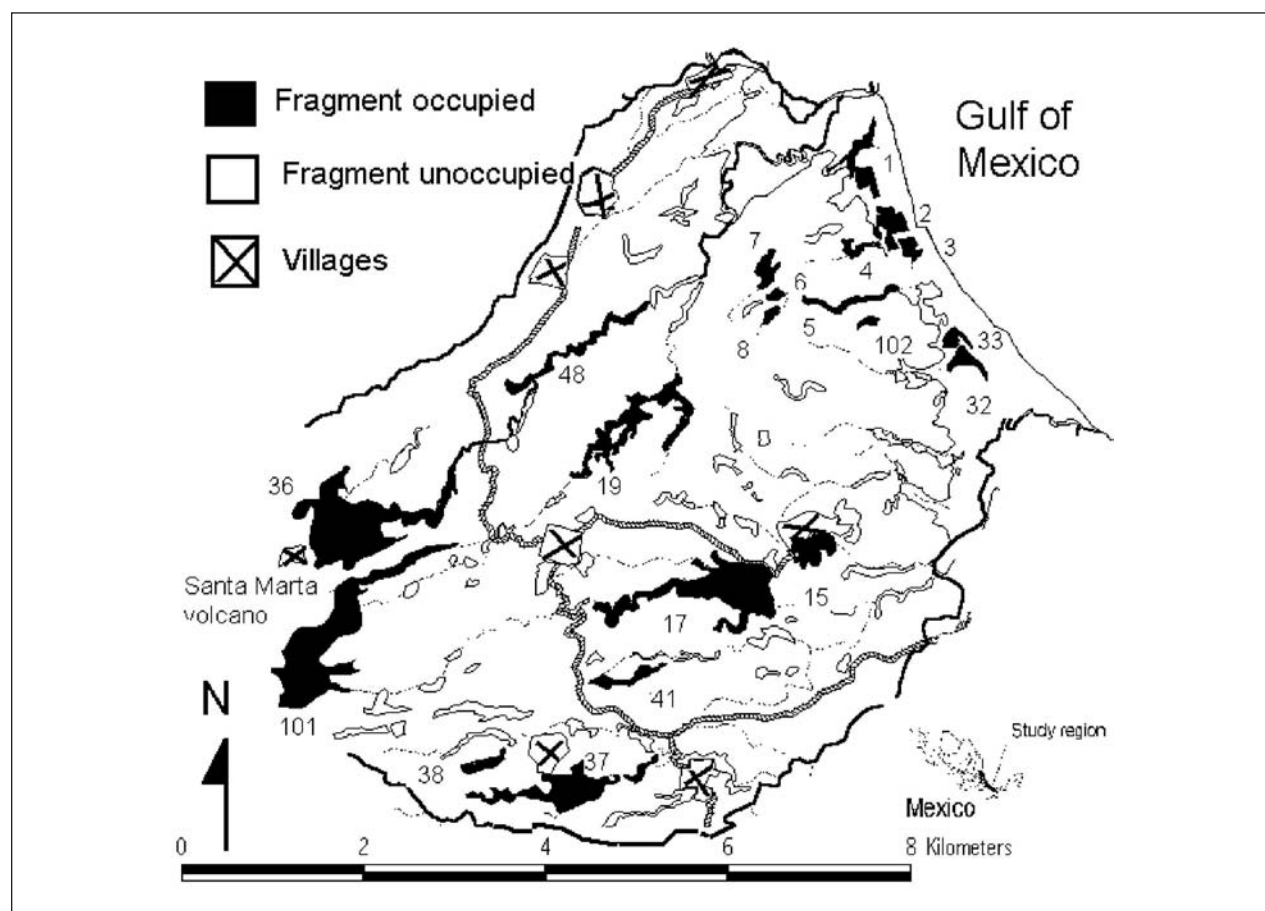 Fragment occupied
Fragment unoccupied
Villages
Gulf of
Mexico
1
2
3
7
4
6
5
8
102
33
32
48
36
19
Santa Marta
volcano
15
17
41
101
N
38
37
Study region
Mexico
0 2 4 6 8 Kilometers